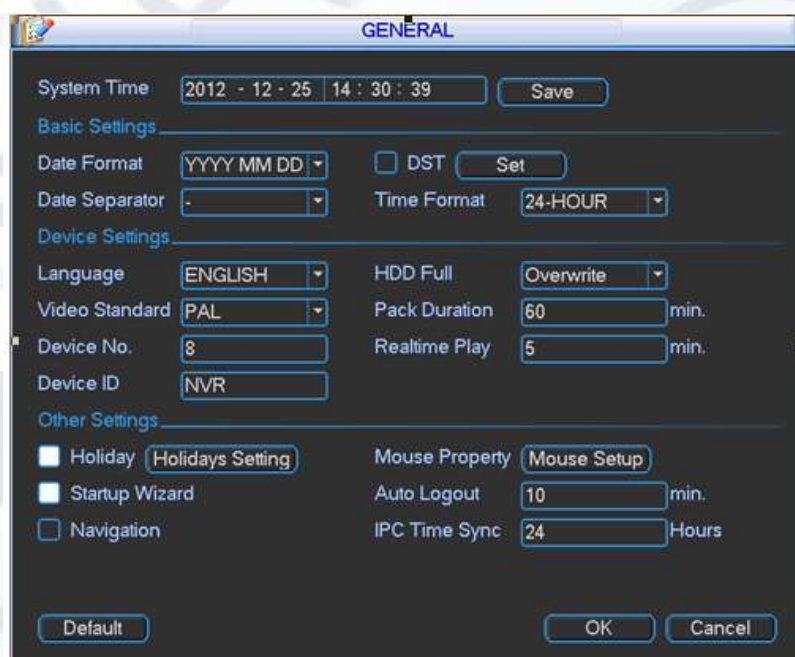 GENERAL
System Time 2012 - 12 - 25 14 : 30 : 39 Save
Basic Settings
Date Format YYYY MM DD DST Set
Date Separator - Time Format 24-HOUR
Device Settings
Language ENGLISH HDD Full Overwrite
Video Standard PAL Pack Duration 60 min.
Device No. 8 Realtime Play 5 min.
Device ID NVR
Other Settings
Holiday Holidays Setting Mouse Property Mouse Setup
Startup Wizard Auto Logout 10 min.
Navigation IPC Time Sync 24 Hours
Default OK Cancel